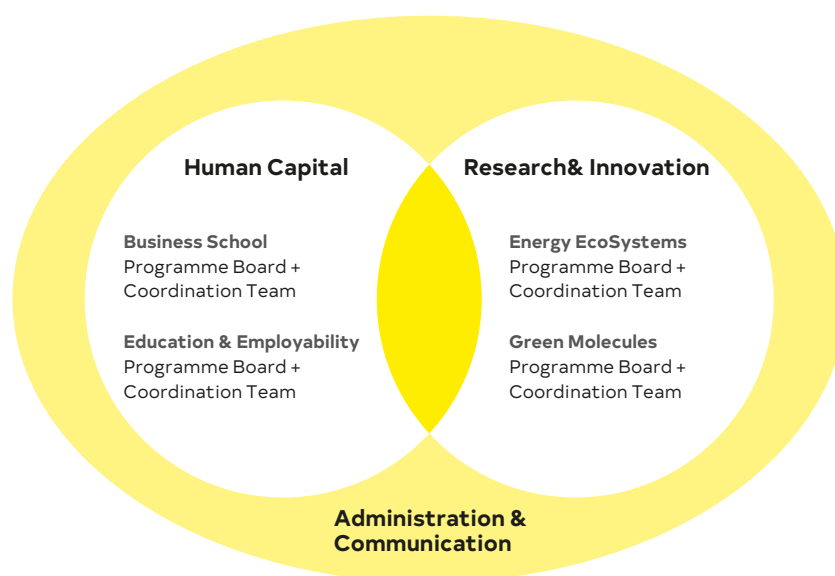 Human Capital
Business School
Programme Board +
Coordination Team
Education & Employability
Programme Board +
Coordination Team
Research& Innovation
Energy EcoSystems
Programme Board +
Coordination Team
Green Molecules
Programme Board +
Coordination Team
Administration &
Communication